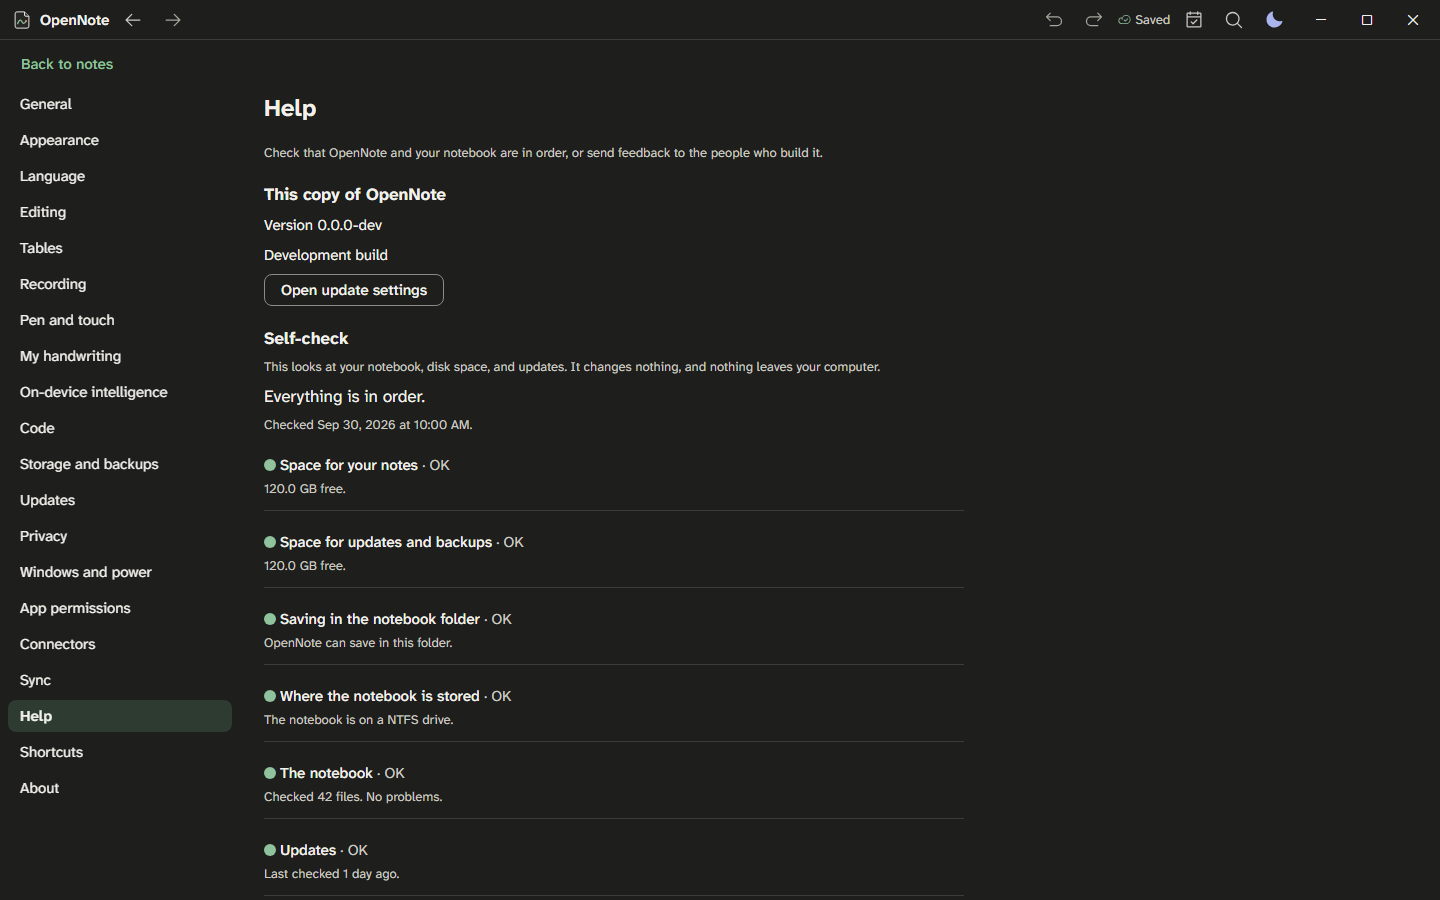 OpenNote
Saved
Back to notes
General
Appearance
Language
Editing
Tables
Recording
Pen and touch
My handwriting
On-device intelligence
Code
Storage and backups
Updates
Privacy
Windows and power
App permissions
Connectors
Sync
Help
Shortcuts
About
Help
Check that OpenNote and your notebook are in order, or send feedback to the people who build it.
This copy of OpenNote
Version 0.0.0-dev
Development build
Open update settings
Self-check
This looks at your notebook, disk space, and updates. It changes nothing, and nothing leaves your computer.
Everything is in order.
Checked Sep 30, 2026 at 10:00 AM.
Space for your notes · OK
120.0 GB free.
Space for updates and backups · OK
120.0 GB free.
Saving in the notebook folder · OK
OpenNote can save in this folder.
Where the notebook is stored · OK
The notebook is on a NTFS drive.
The notebook · OK
Checked 42 files. No problems.
Updates · OK
Last checked 1 day ago.